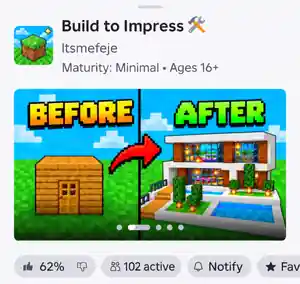 Build to Impress 🛠️
Itsmefeje
Maturity: Minimal • Ages 16+
BEFORE
AFTER
62%
102 active
Notify
Fav